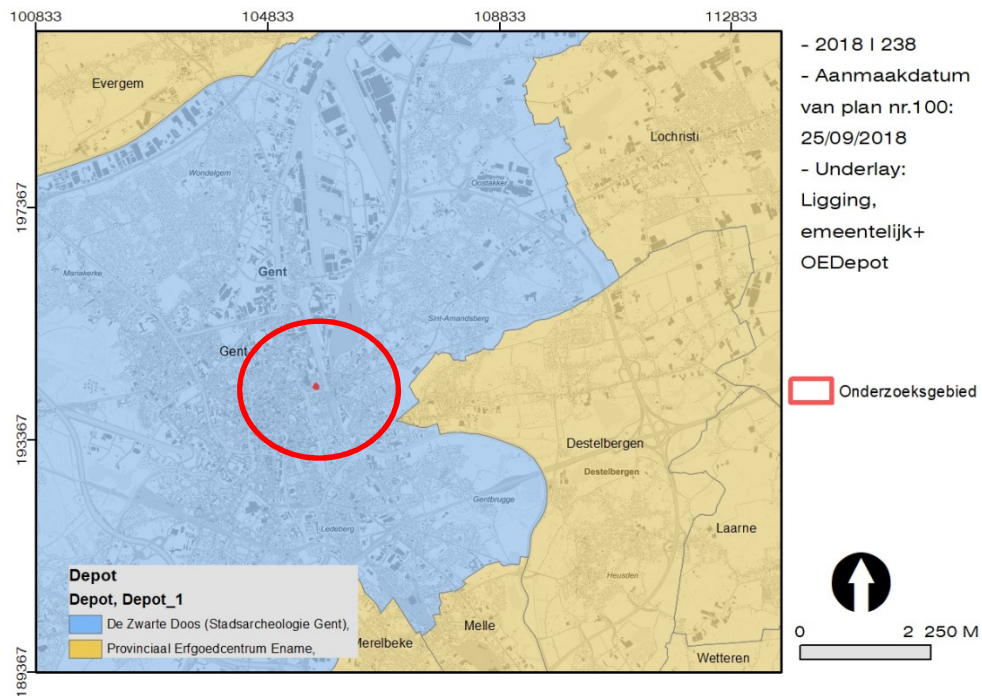 100833 104833 108833 112833
197367
193367
189367
Evergem
Lochristi
Wondelgem
Oostakker
Mariakerke
Gent
Sint-Amandsberg
Gent
Destelbergen
Destelbergen
Gentbrugge
Ledeberg
Laarne
Heusden
Melle
Merelbeke
Wetteren
Depot
Depot, Depot_1
De Zwarte Doos (Stadsarcheologie Gent),
Provinciaal Erfgoedcentrum Ename,
- 2018 I 238
- Aanmaakdatum
van plan nr.100:
25/09/2018
- Underlay:
Ligging,
emeentelijk+
OEDepot
Onderzoeksgebied
0 2 250 M